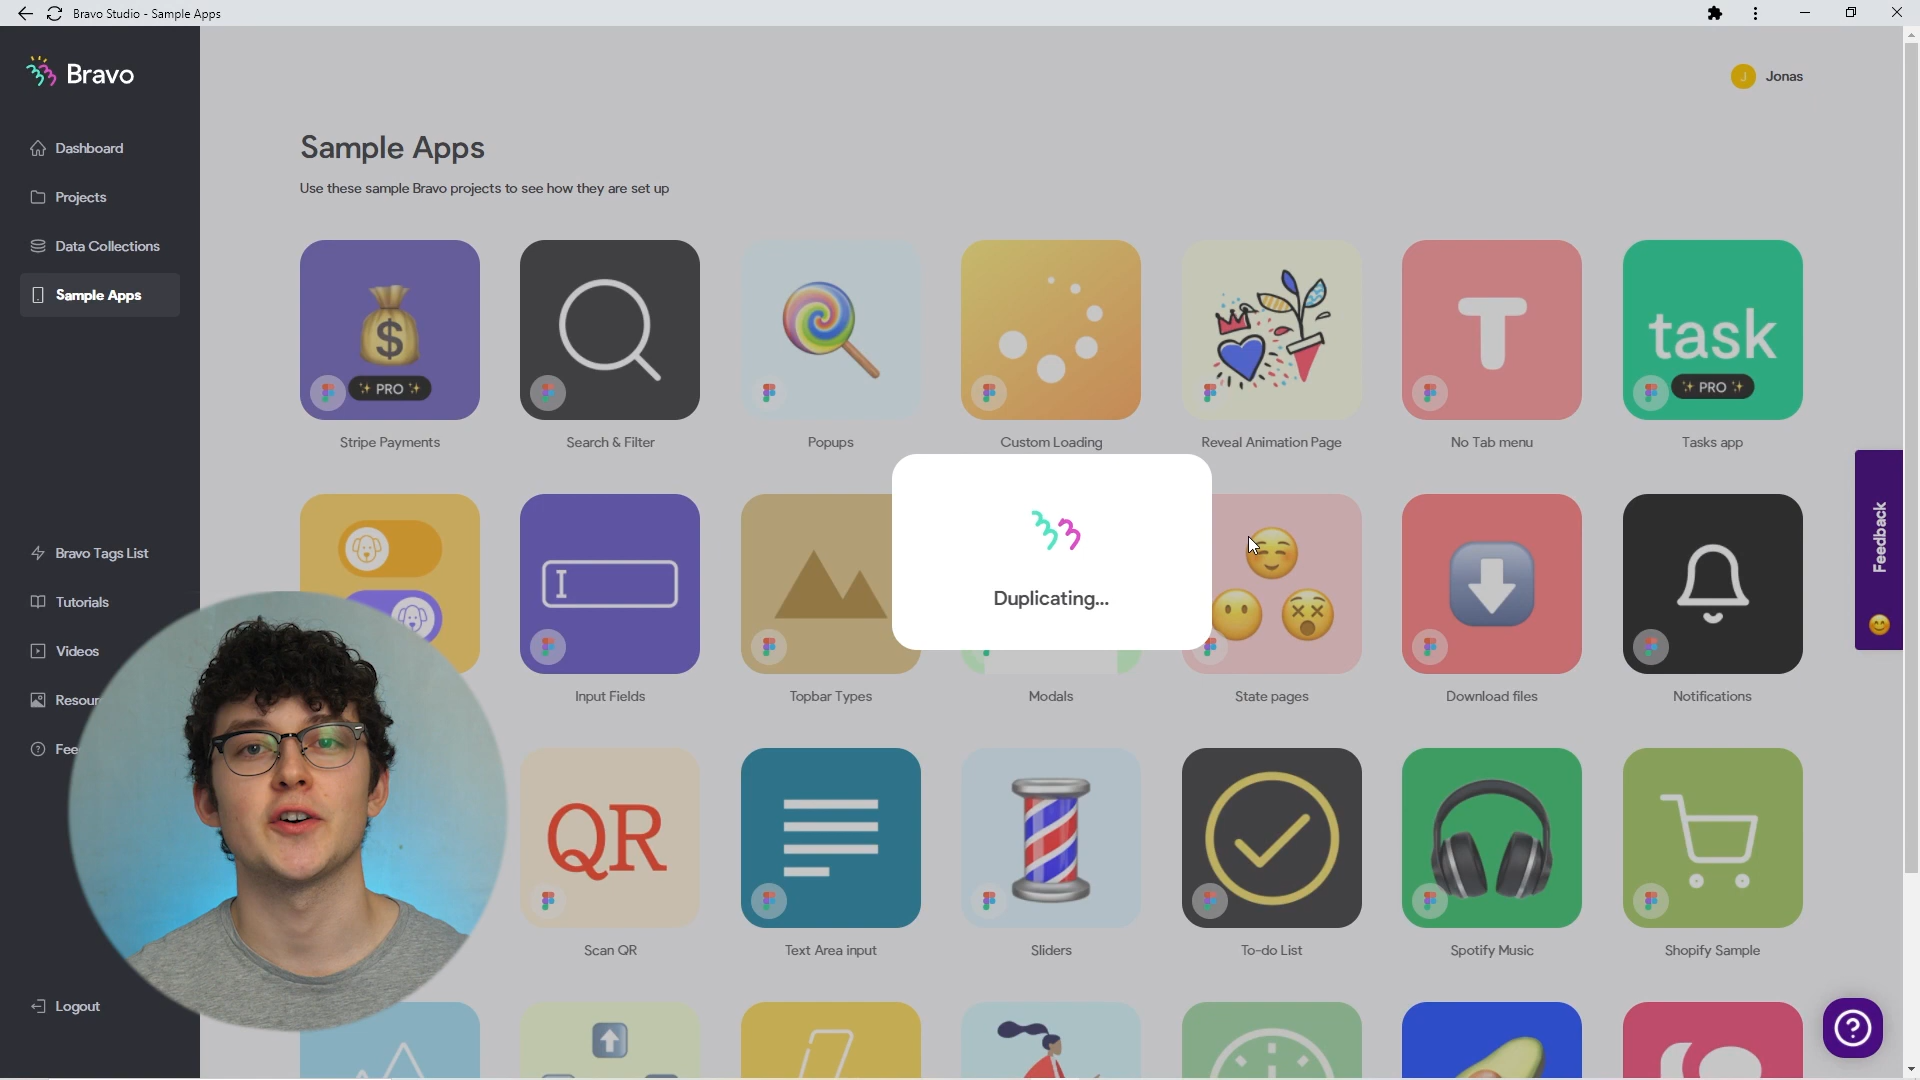 Bravo Studio - Sample Apps
Bravo
J
Jonas
Dashboard
Projects
Data Collections
Sample Apps
Sample Apps
Use these sample Bravo projects to see how they are set up
$
✨ PRO ✨
T
task
✨ PRO ✨
Stripe Payments
Search & Filter
Popups
Custom Loading
Reveal Animation Page
No Tab menu
Tasks app
Feedback
Duplicating...
Bravo Tags List
Tutorials
Videos
Resour
Fee
Logout
Input Fields
Topbar Types
Modals
State pages
Download files
Notifications
QR
Scan QR
Text Area input
Sliders
To-do List
Spotify Music
Shopify Sample